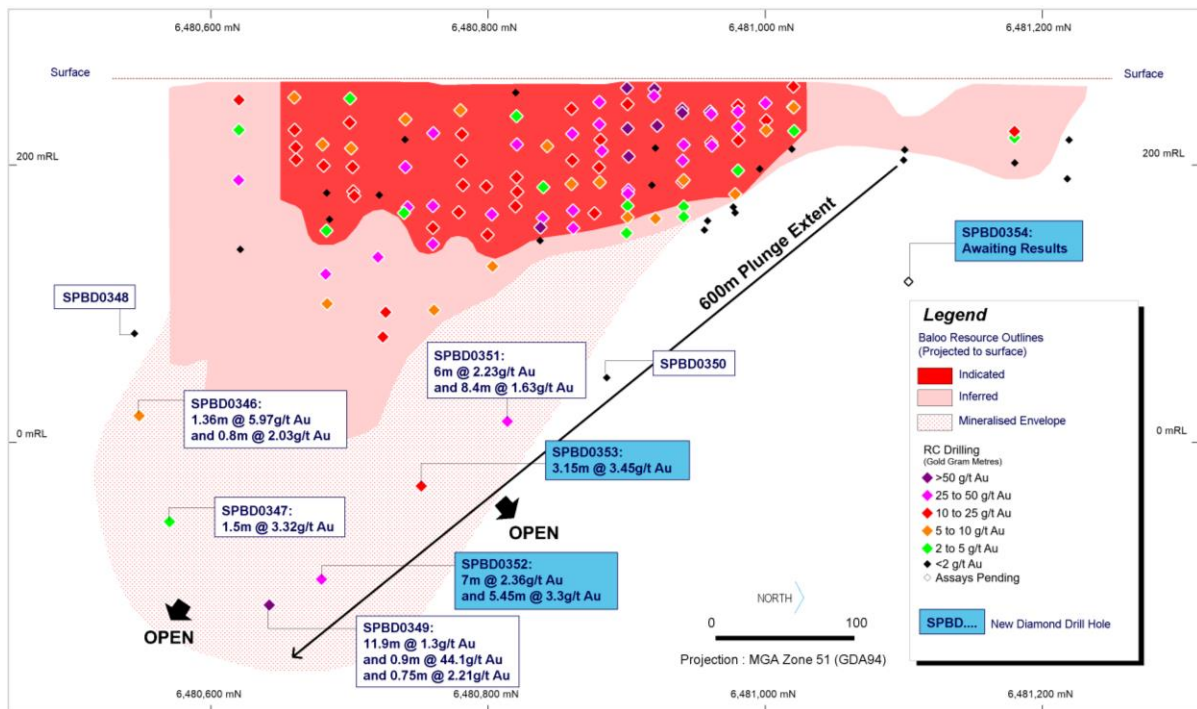 6,480,600 mN
6,480,800 mN
6,481,000 mN
6,481,200 mN
Surface
Surface
200 mRL
200 mRL
600m Plunge Extent
SPBD0354:
Awaiting Results
SPBD0348
SPBD0351:
6m @ 2.23g/t Au
and 8.4m @ 1.63g/t Au
SPBD0350
SPBD0346:
1.36m @ 5.97g/t Au
and 0.8m @ 2.03g/t Au
0 mRL
0 mRL
SPBD0353:
3.15m @ 3.45g/t Au
SPBD0347:
1.5m @ 3.32g/t Au
OPEN
SPBD0352:
7m @ 2.36g/t Au
and 5.45m @ 3.3g/t Au
OPEN
SPBD0349:
11.9m @ 1.3g/t Au
and 0.9m @ 44.1g/t Au
and 0.75m @ 2.21g/t Au
NORTH
0
100
Projection : MGA Zone 51 (GDA94)
Legend
Baloo Resource Outlines
(Projected to surface)
Indicated
Inferred
Mineralised Envelope
RC Drilling
(Gold Gram Metres)
>50 g/t Au
25 to 50 g/t Au
10 to 25 g/t Au
5 to 10 g/t Au
2 to 5 g/t Au
<2 g/t Au
Assays Pending
SPBD....
New Diamond Drill Hole
6,480,600 mN
6,480,800 mN
6,481,000 mN
6,481,200 mN